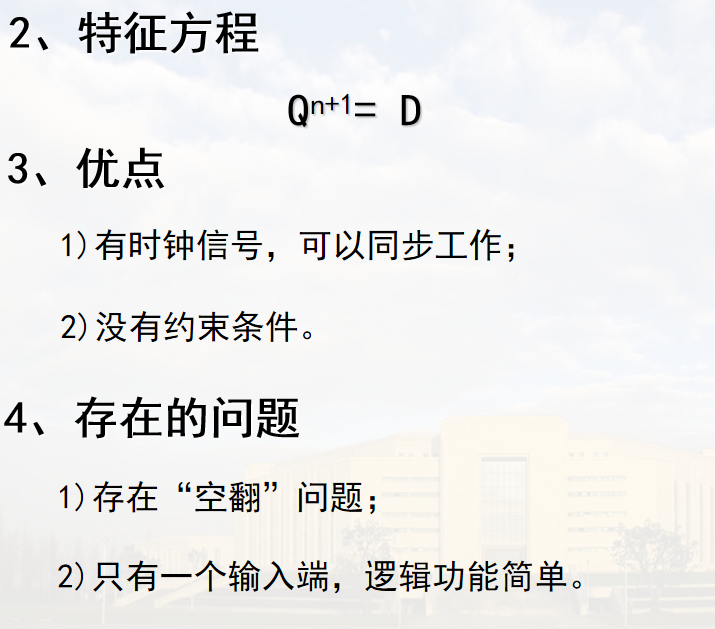 2、特征方程
Qⁿ⁺¹= D
3、优点
1)有时钟信号，可以同步工作；
2)没有约束条件。
4、存在的问题
1)存在“空翻”问题；
2)只有一个输入端，逻辑功能简单。